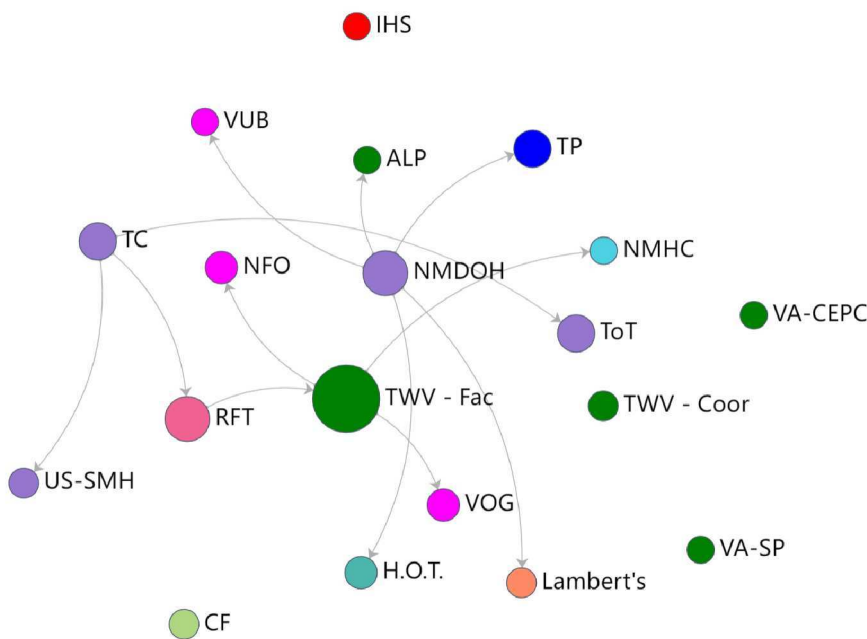 IHS
VUB
ALP
TP
TC
NFO
NMDOH
NMHC
ToT
VA-CEPC
TWV - Fac
TWV - Coor
RFT
US-SMH
VOG
VA-SP
H.O.T.
Lambert's
CF